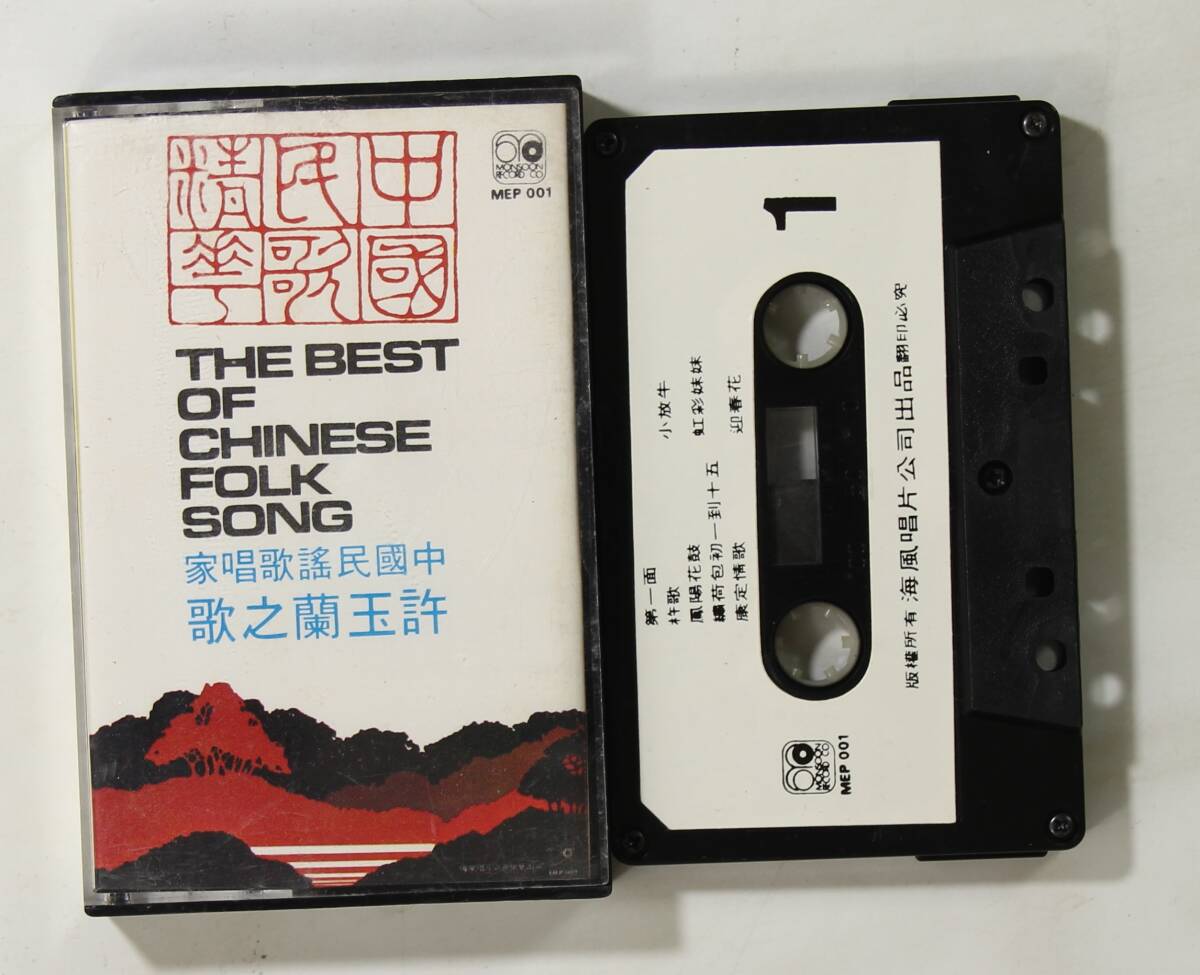 中國
民歌
精華
MONSOON
RECORD CO
MEP 001
THE BEST
OF
CHINESE
FOLK
SONG
中國民謠歌唱家
許玉蘭之歌
1
第一面
杵歌 小放牛
鳳陽花鼓 虹彩妹妹
繡荷包初一到十五
康定情歌 迎春花
版權所有 海風唱片公司出品 翻印必究
MONSOON
RECORD CO
MEP 001